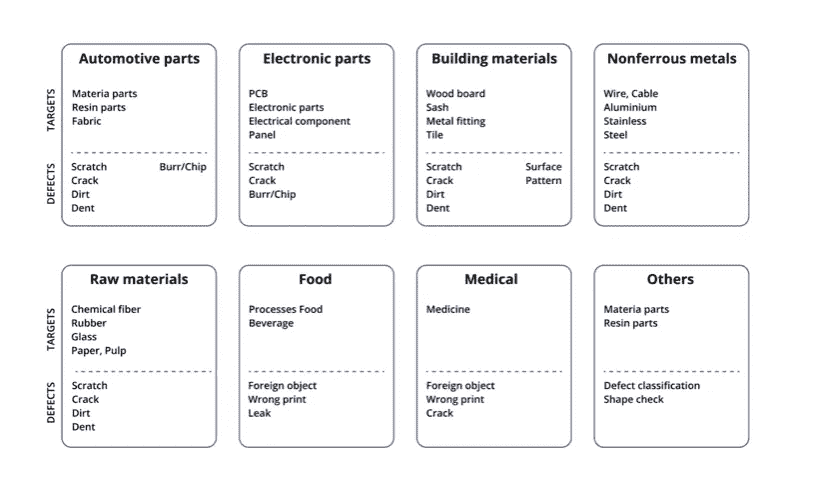 Automotive parts
TARGETS
Materia parts
Resin parts
Fabric
DEFECTS
Scratch Burr/Chip
Crack
Dirt
Dent
Electronic parts
PCB
Electronic parts
Electrical component
Panel
Scratch
Crack
Burr/Chip
Building materials
Wood board
Sash
Metal fitting
Tile
Scratch Surface
Crack Pattern
Dirt
Dent
Nonferrous metals
Wire, Cable
Aluminium
Stainless
Steel
Scratch
Crack
Dirt
Dent
Raw materials
TARGETS
Chemical fiber
Rubber
Glass
Paper, Pulp
DEFECTS
Scratch
Crack
Dirt
Dent
Food
Processes Food
Beverage
Foreign object
Wrong print
Leak
Medical
Medicine
Foreign object
Wrong print
Crack
Others
Materia parts
Resin parts
Defect classification
Shape check